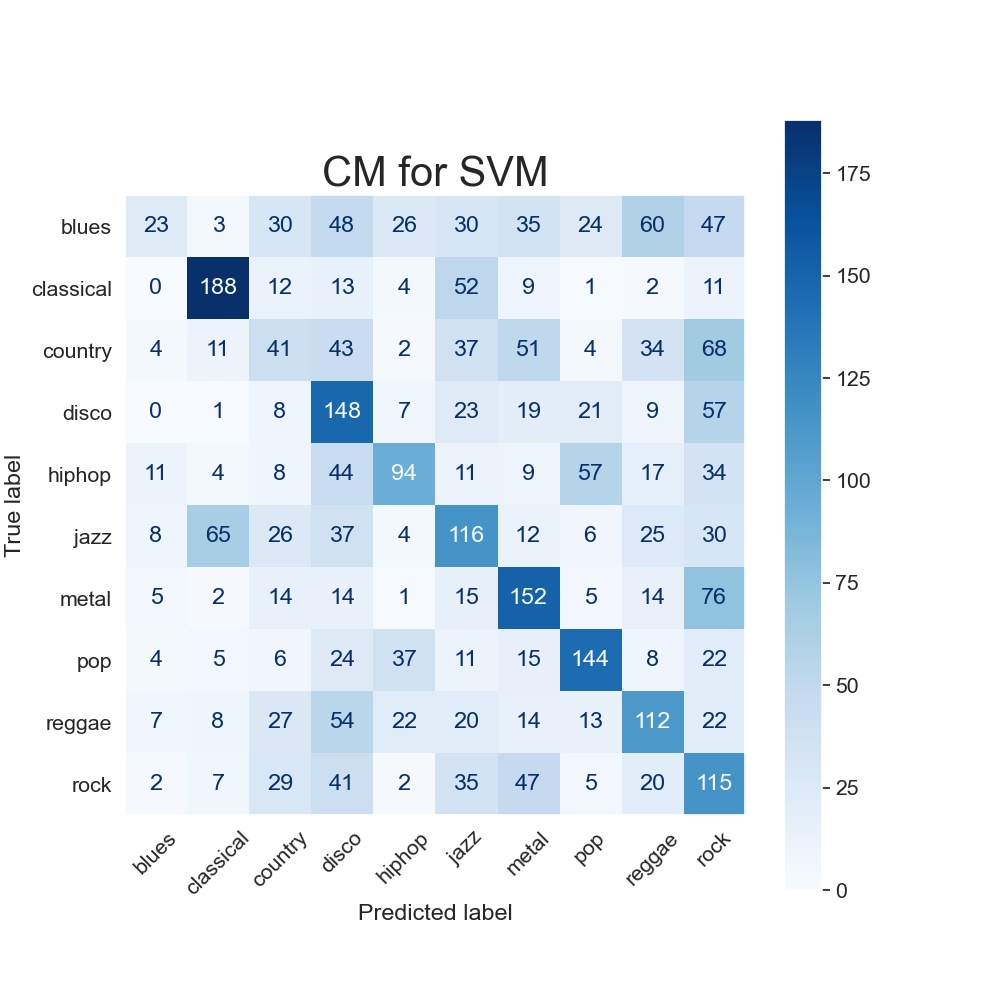 CM for SVM
blues 23 3 30 48 26 30 35 24 60 47
classical 0 188 12 13 4 52 9 1 2 11
country 4 11 41 43 2 37 51 4 34 68
disco 0 1 8 148 7 23 19 21 9 57
hiphop 11 4 8 44 94 11 9 57 17 34
jazz 8 65 26 37 4 116 12 6 25 30
metal 5 2 14 14 1 15 152 5 14 76
pop 4 5 6 24 37 11 15 144 8 22
reggae 7 8 27 54 22 20 14 13 112 22
rock 2 7 29 41 2 35 47 5 20 115
True label
blues classical country disco hiphop jazz metal pop reggae rock
Predicted label
175
150
125
100
75
50
25
0